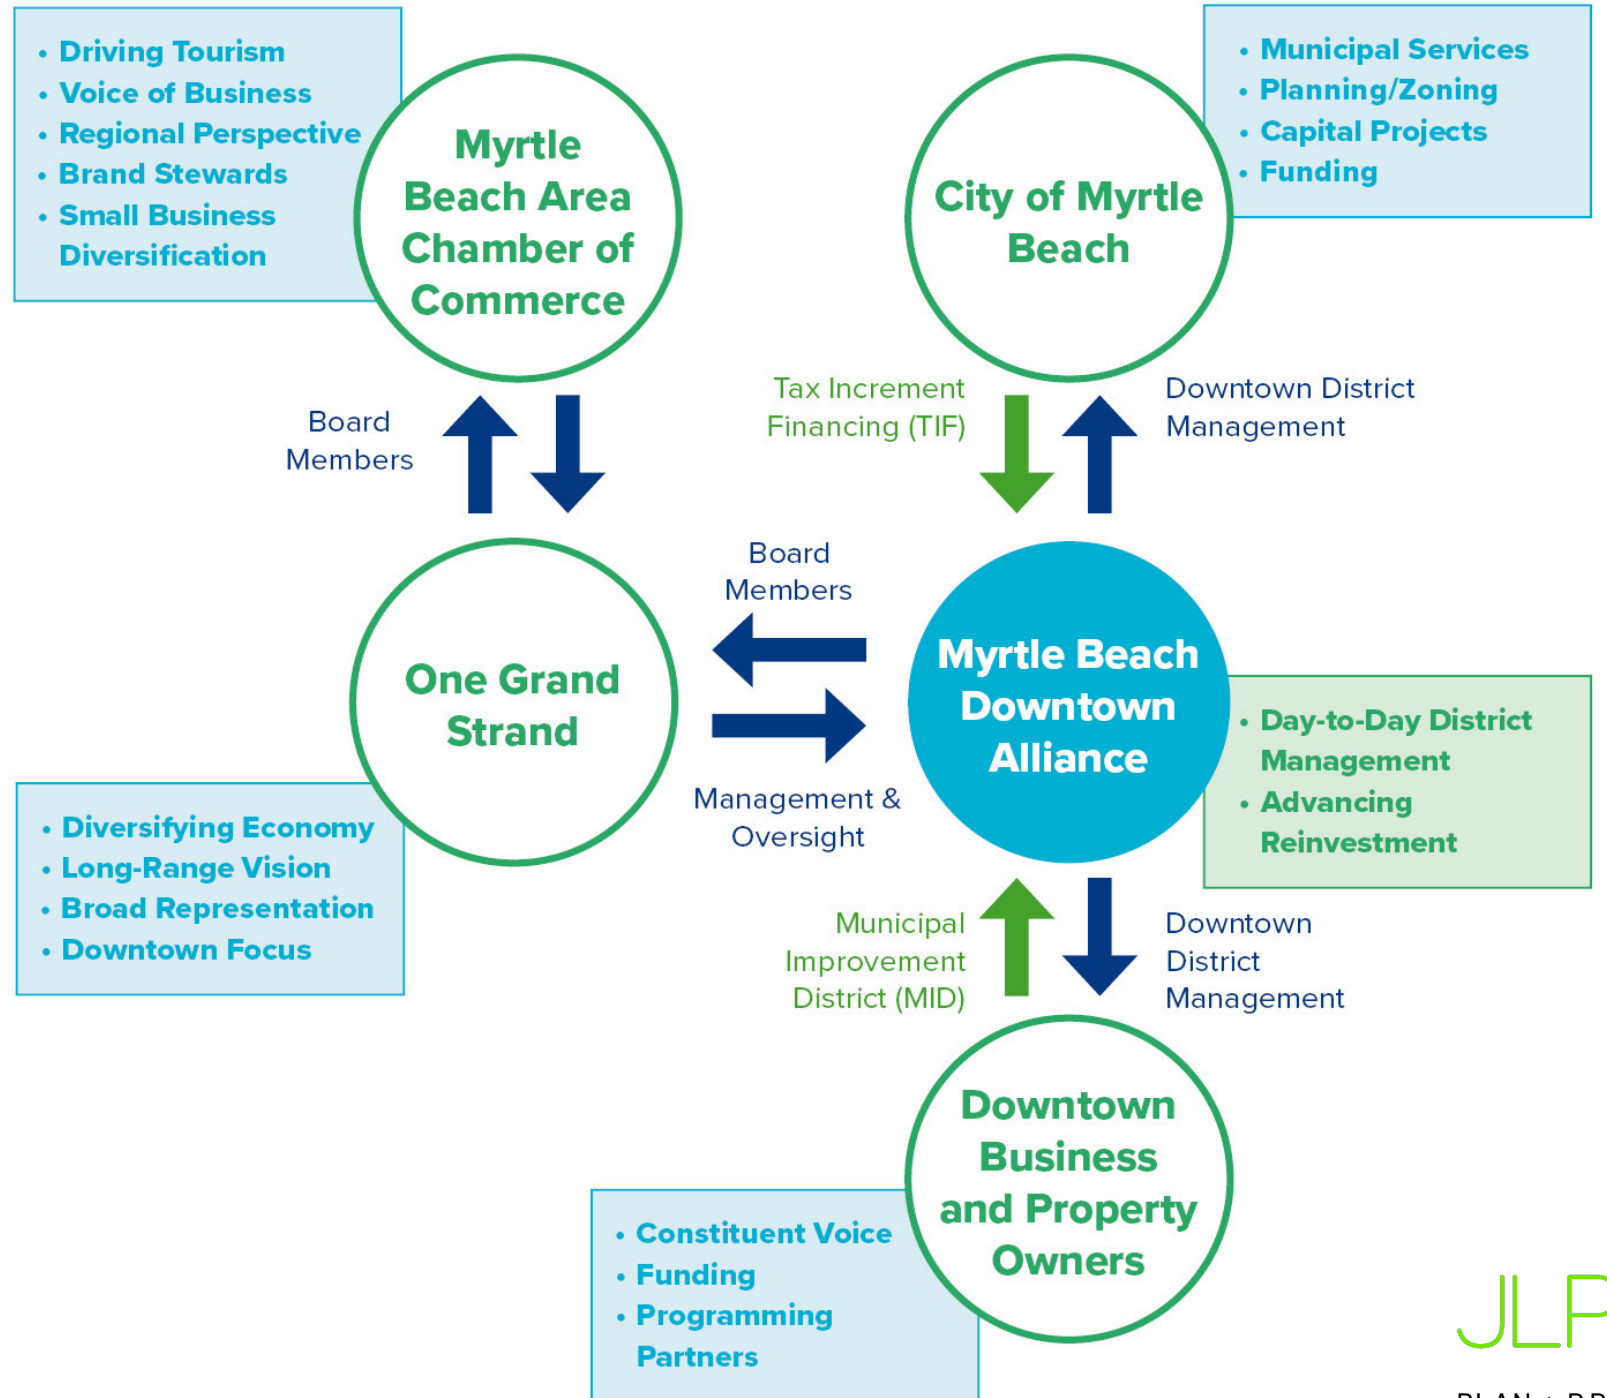 • Driving Tourism
• Voice of Business
• Regional Perspective
• Brand Stewards
• Small Business
Diversification
Myrtle
Beach Area
Chamber of
Commerce
City of Myrtle
Beach
• Municipal Services
• Planning/Zoning
• Capital Projects
• Funding
Board
Members
Tax Increment
Financing (TIF)
Downtown District
Management
One Grand
Strand
Board
Members
Management &
Oversight
Myrtle Beach
Downtown
Alliance
• Day-to-Day District
Management
• Advancing
Reinvestment
• Diversifying Economy
• Long-Range Vision
• Broad Representation
• Downtown Focus
Municipal
Improvement
District (MID)
Downtown
District
Management
Downtown
Business
and Property
Owners
• Constituent Voice
• Funding
• Programming
Partners
JLP